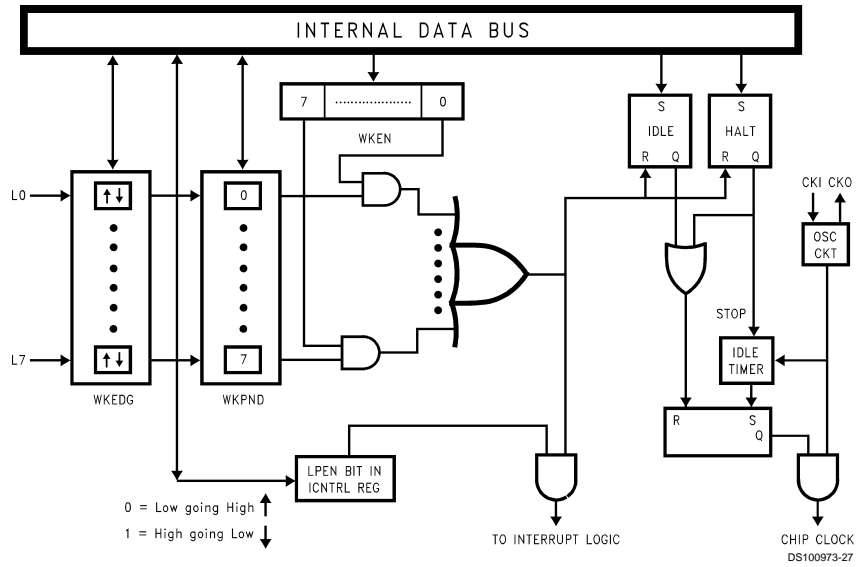 INTERNAL DATA BUS
7 .................... 0
WKEN
S
IDLE
R Q
S
HALT
R Q
CKI CKO
OSC
CKT
L0
0
L7
7
WKEDG
WKPND
STOP
IDLE
TIMER
R S
Q
LPEN BIT IN
ICNTRL REG
0 = Low going High
1 = High going Low
TO INTERRUPT LOGIC
CHIP CLOCK
DS100973-27